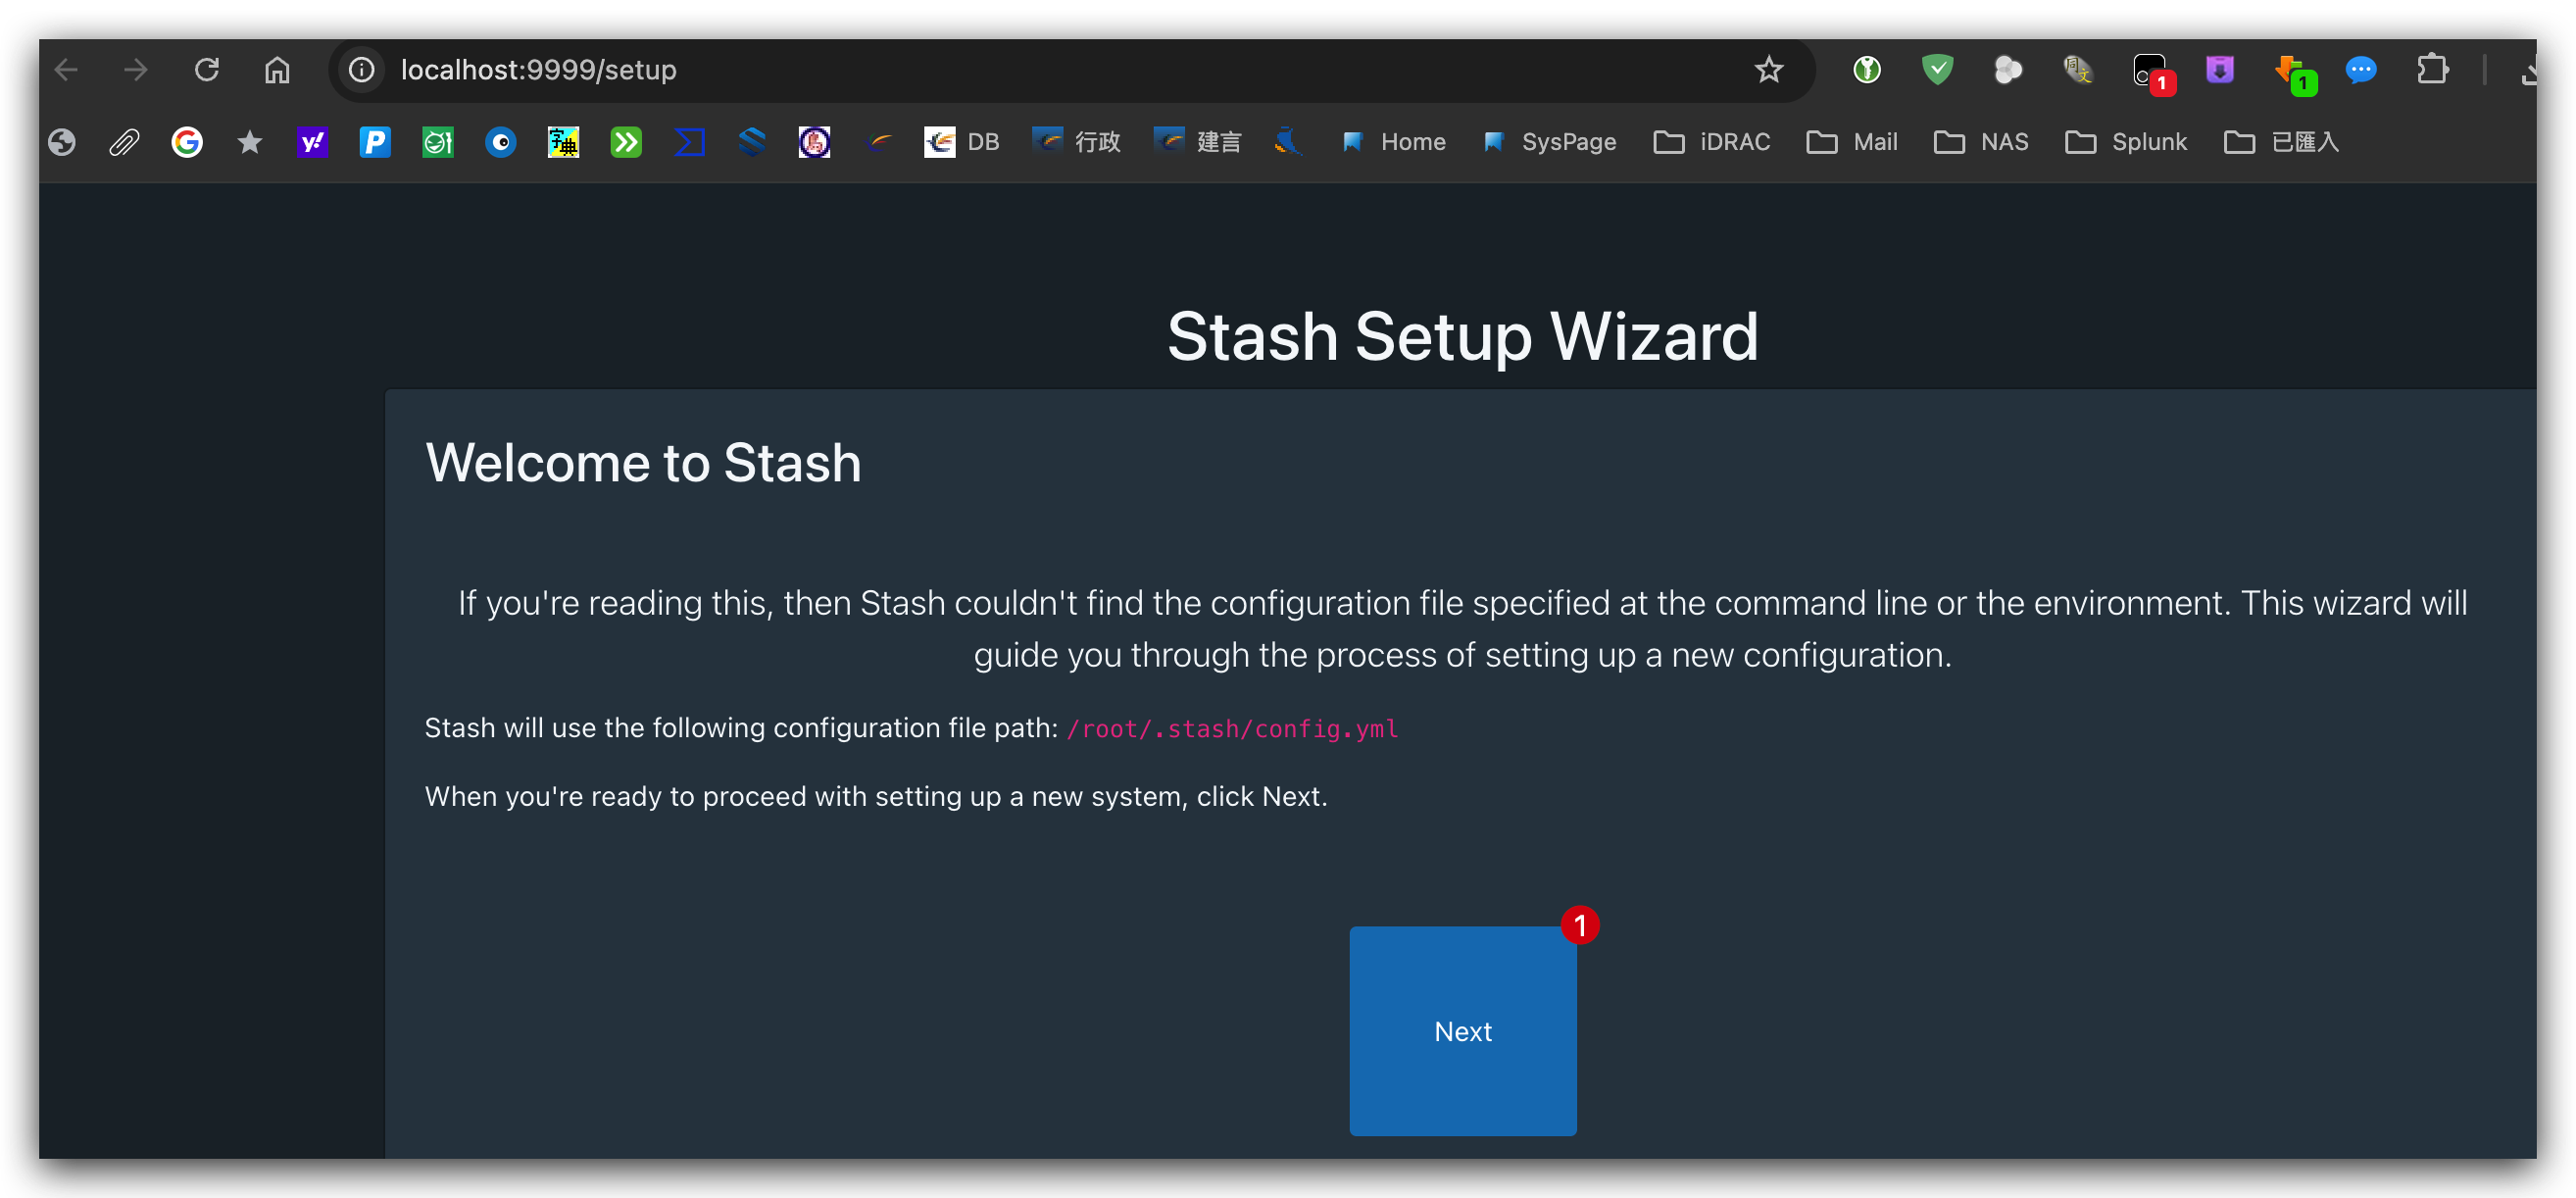 localhost:9999/setup
1
1
y!
字典
DB
行政
建言
Home
SysPage
iDRAC
Mail
NAS
Splunk
已匯入
Stash Setup Wizard
Welcome to Stash
If you're reading this, then Stash couldn't find the configuration file specified at the command line or the environment. This wizard will
guide you through the process of setting up a new configuration.
Stash will use the following configuration file path: /root/.stash/config.yml
When you're ready to proceed with setting up a new system, click Next.
1
Next